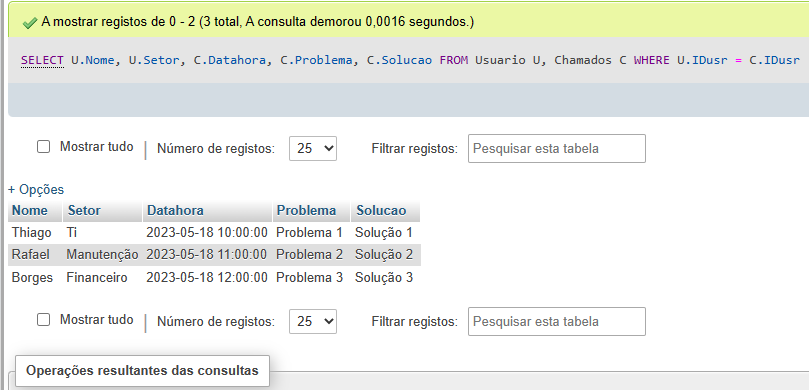 A mostrar registos de 0 - 2 (3 total, A consulta demorou 0,0016 segundos.)
SELECT U.Nome, U.Setor, C.Datahora, C.Problema, C.Solucao FROM Usuario U, Chamados C WHERE U.IDusr = C.IDusr
Mostrar tudo | Número de registos: 25 Filtrar registos: Pesquisar esta tabela
+ Opções
Nome Setor Datahora Problema Solucao
Thiago Ti 2023-05-18 10:00:00 Problema 1 Solução 1
Rafael Manutenção 2023-05-18 11:00:00 Problema 2 Solução 2
Borges Financeiro 2023-05-18 12:00:00 Problema 3 Solução 3
Mostrar tudo | Número de registos: 25 Filtrar registos: Pesquisar esta tabela
Operações resultantes das consultas